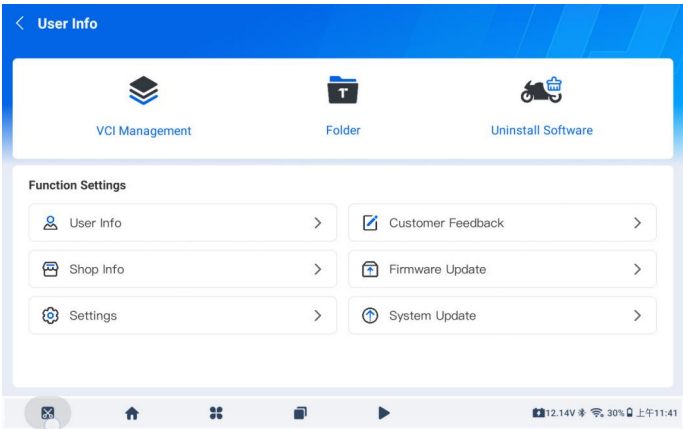 User Info
VCI Management
T
Folder
Uninstall Software
Function Settings
User Info
Customer Feedback
Shop Info
Firmware Update
Settings
System Update
12.14V 30% 上午11:41